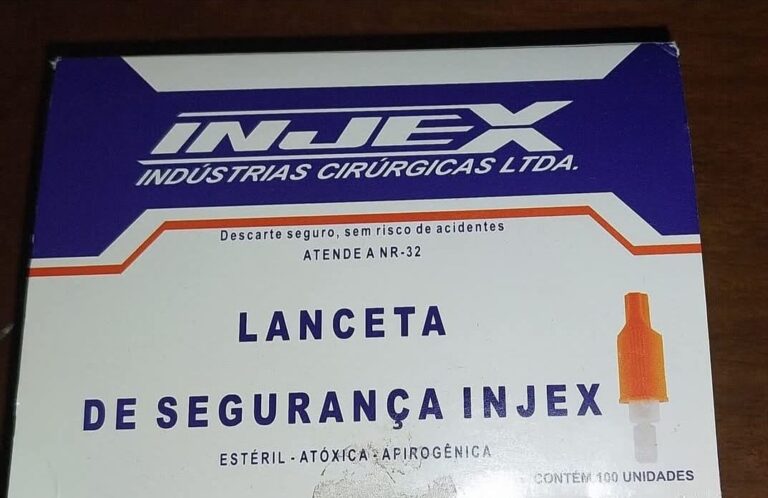 INJEX
INDÚSTRIAS CIRÚRGICAS LTDA.
Descarte seguro, sem risco de acidentes
ATENDE A NR-32
LANCETA
DE SEGURANÇA INJEX
ESTÉRIL - ATÓXICA - APIROGÊNICA
CONTÉM 100 UNIDADES